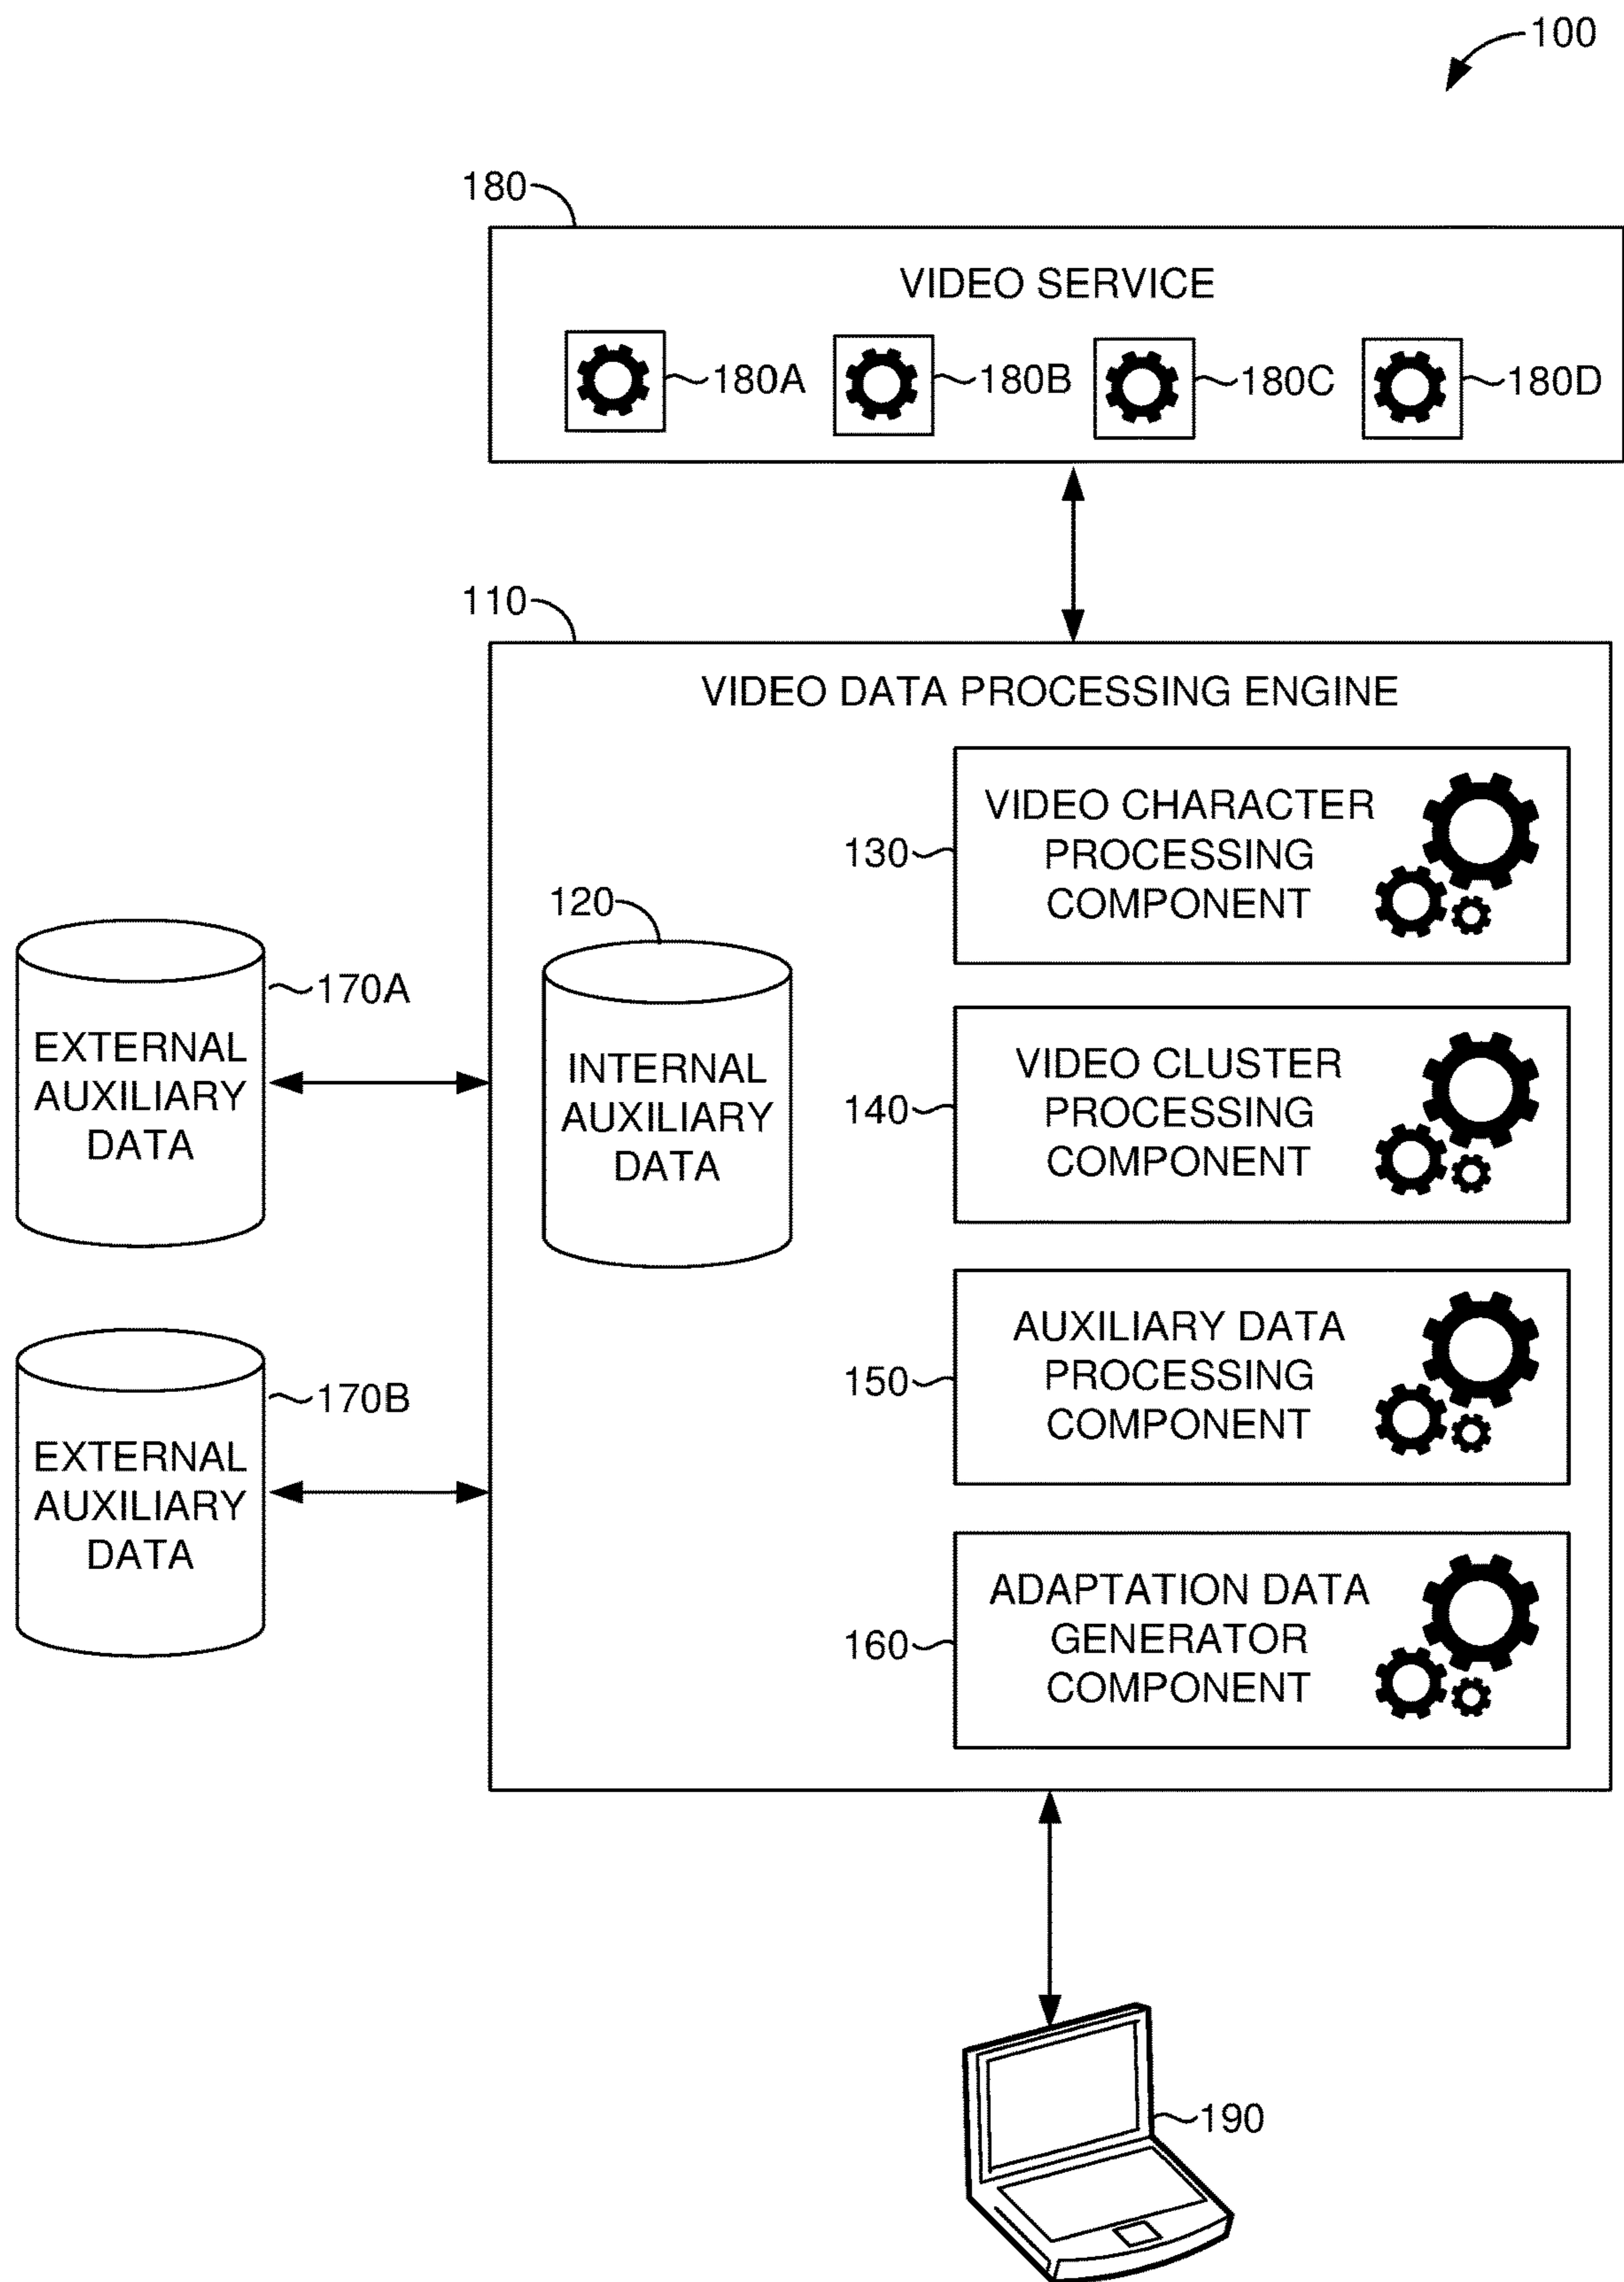 100
180
VIDEO SERVICE
180A
180B
180C
180D
110
VIDEO DATA PROCESSING ENGINE
130
VIDEO CHARACTER
PROCESSING
COMPONENT
120
INTERNAL
AUXILIARY
DATA
170A
EXTERNAL
AUXILIARY
DATA
140
VIDEO CLUSTER
PROCESSING
COMPONENT
150
AUXILIARY DATA
PROCESSING
COMPONENT
170B
EXTERNAL
AUXILIARY
DATA
160
ADAPTATION DATA
GENERATOR
COMPONENT
190